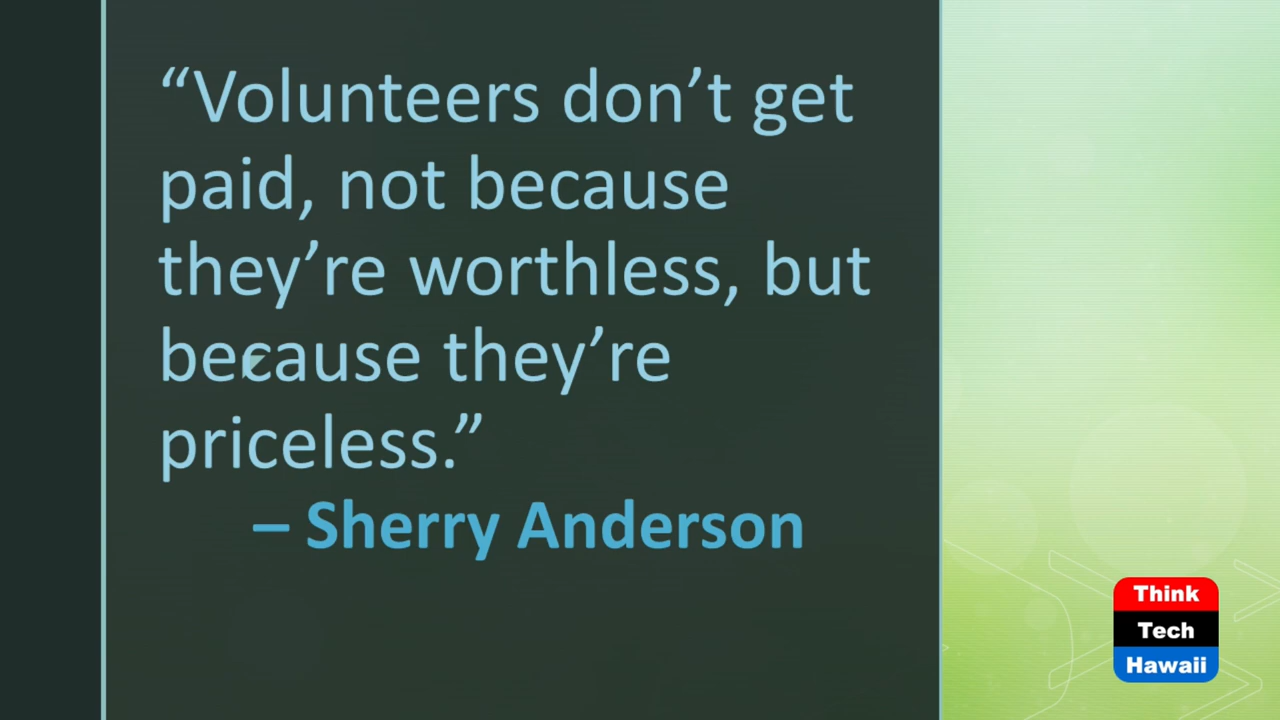 “Volunteers don’t get
paid, not because
they’re worthless, but
because they’re
priceless.”
– Sherry Anderson
Think
Tech
Hawaii